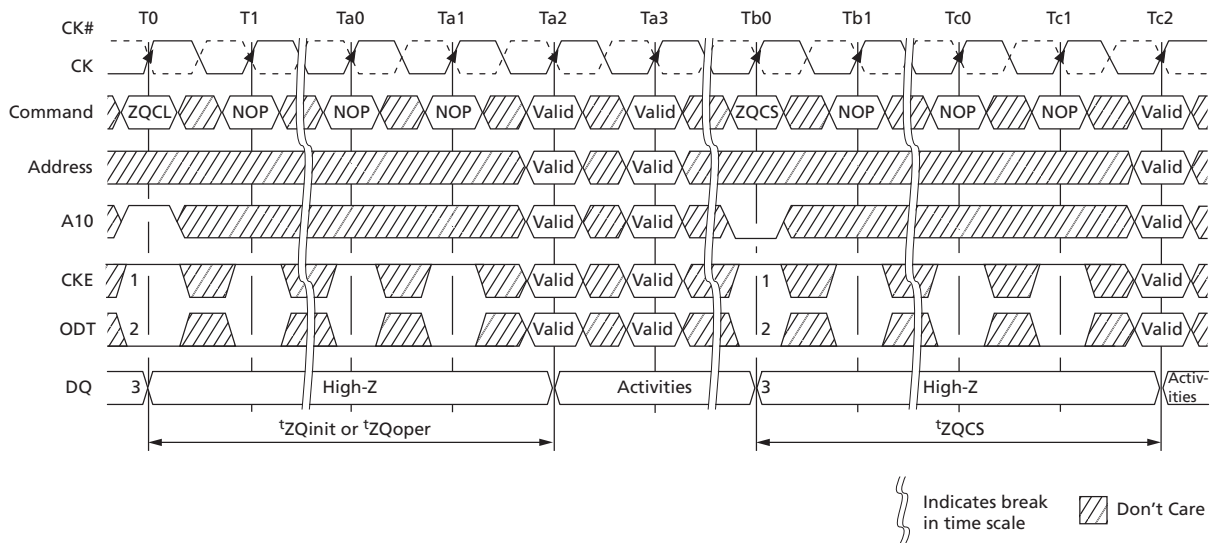 T0 T1 Ta0 Ta1 Ta2 Ta3 Tb0 Tb1 Tc0 Tc1 Tc2
CK#
CK
Command ZQCL NOP NOP NOP Valid Valid ZQCS NOP NOP NOP Valid
Address Valid Valid Valid
A10 Valid Valid Valid
CKE 1 Valid Valid 1 Valid
ODT 2 Valid Valid 2 Valid
DQ 3 High-Z Activities 3 High-Z Activ-
ities
tZQinit or tZQoper tZQCS
Indicates break
in time scale
Don't Care